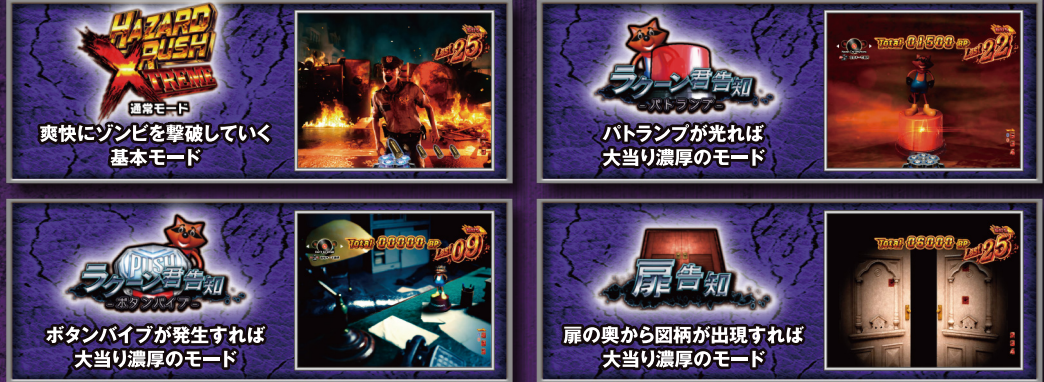 HAZARD
RUSH
XTREME
通常モード
爽快にゾンビを撃破していく
基本モード
Last 25
ラクーン君告知
-パトランプ-
パトランプが光れば
大当り濃厚のモード
Total 01500 BP
Last 22
PUSH
ラクーン君告知
-ボタンバイブ-
ボタンバイブが発生すれば
大当り濃厚のモード
Total 00000 BP
Last 09
扉告知
扉の奥から図柄が出現すれば
大当り濃厚のモード
Total 06000 BP
Last 25